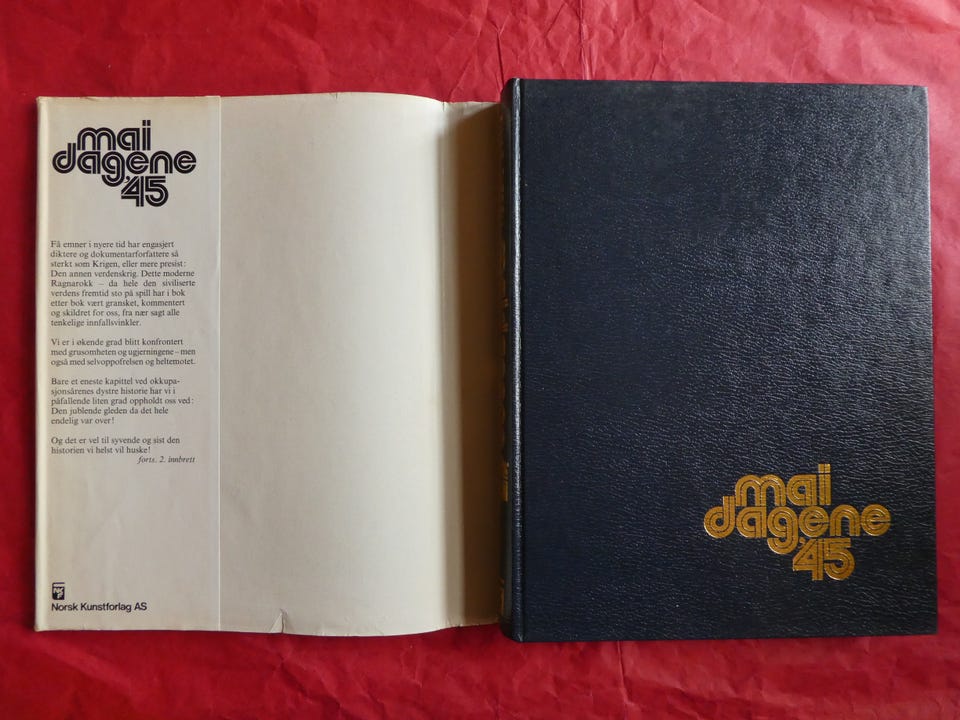 mai
dagene
'45
Få emner i nyere tid har engasjert
diktere og dokumentarforfattere så
sterkt som Krigen, eller mere presist:
Den annen verdenskrig. Dette moderne
Ragnarokk – da hele den siviliserte
verdens fremtid sto på spill har i bok
etter bok vært gransket, kommentert
og skildret for oss, fra nær sagt alle
tenkelige innfallsvinkler.
Vi er i økende grad blitt konfrontert
med grusomheten og ugjerningene – men
også med selvoppofrelsen og heltemotet.
Bare et eneste kapittel ved okkupa-
sjonsårenes dystre historie har vi i
påfallende liten grad oppholdt oss ved:
Den jublende gleden da det hele
endelig var over!
Og det er vel til syvende og sist den
historien vi helst vil huske!
forts. 2. innbrett
NKF
Norsk Kunstforlag AS
mai
dagene
'45